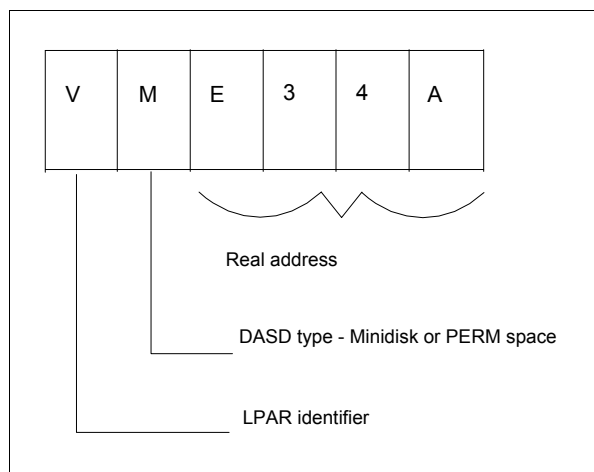 V M E 3 4 A
Real address
DASD type - Minidisk or PERM space
LPAR identifier